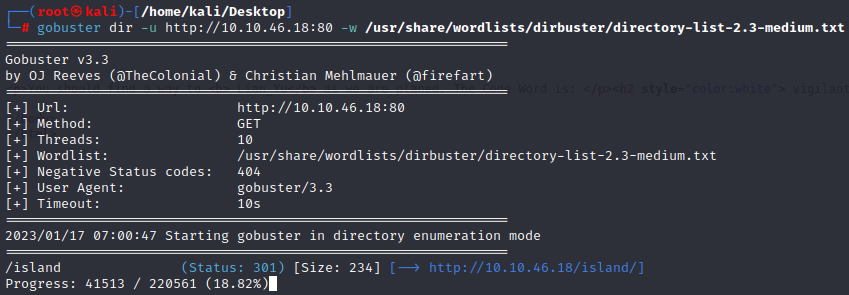 ┌──(root㉿kali)-[/home/kali/Desktop]
└─# gobuster dir -u http://10.10.46.18:80 -w /usr/share/wordlists/dirbuster/directory-list-2.3-medium.txt
===============================================================
Gobuster v3.3
by OJ Reeves (@TheColonial) & Christian Mehlmauer (@firefart)
===============================================================
[+] Url:                     http://10.10.46.18:80
[+] Method:                  GET
[+] Threads:                 10
[+] Wordlist:                /usr/share/wordlists/dirbuster/directory-list-2.3-medium.txt
[+] Negative Status codes:   404
[+] User Agent:              gobuster/3.3
[+] Timeout:                 10s
===============================================================
2023/01/17 07:00:47 Starting gobuster in directory enumeration mode
===============================================================
/island               (Status: 301) [Size: 234] [--> http://10.10.46.18/island/]
Progress: 41513 / 220561 (18.82%)